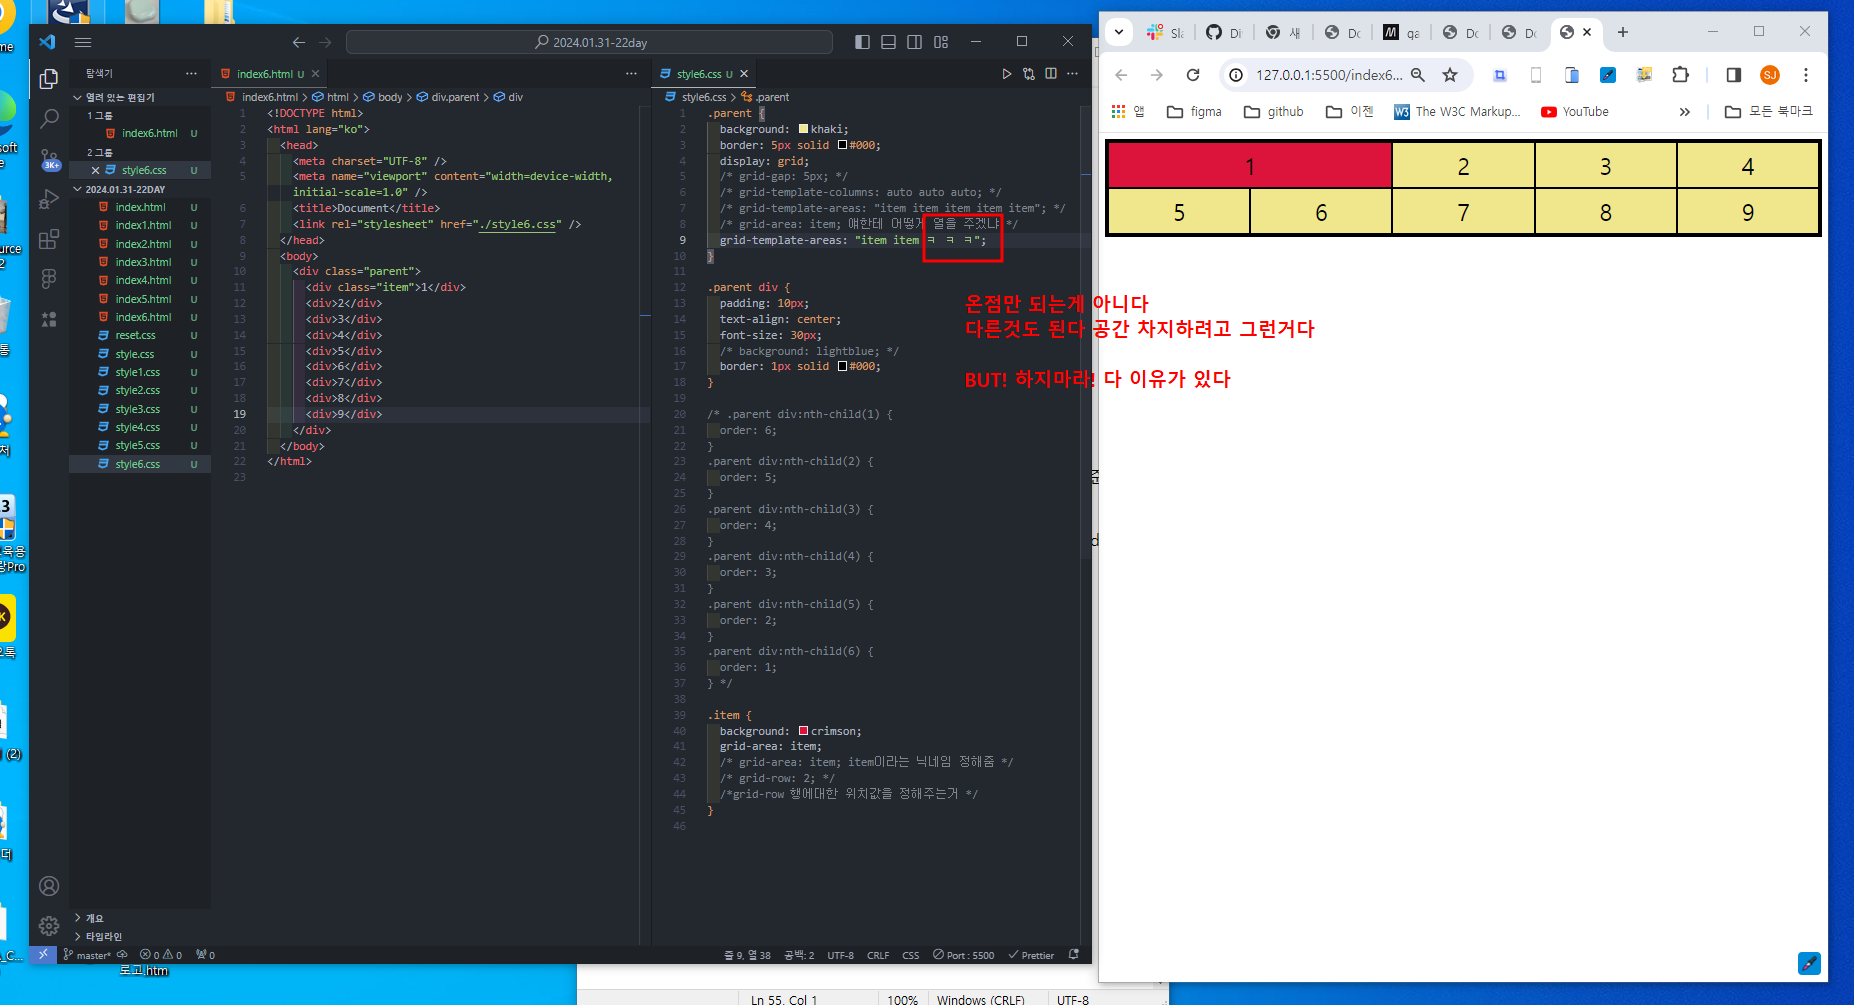 2024.01.31-22day
탐색기
열려 있는 편집기
1 그룹
index6.html U
2 그룹
style6.css U
2024.01.31-22DAY
index.html U
index1.html U
index2.html U
index3.html U
index4.html U
index5.html U
index6.html U
reset.css U
style.css U
style1.css U
style2.css U
style3.css U
style4.css U
style5.css U
style6.css U
개요
타임라인
3K+
index6.html U
index6.html > html > body > div.parent > div
1 <!DOCTYPE html>
2 <html lang="ko">
3 <head>
4 <meta charset="UTF-8" />
5 <meta name="viewport" content="width=device-width,
initial-scale=1.0" />
6 <title>Document</title>
7 <link rel="stylesheet" href="./style6.css" />
8 </head>
9 <body>
10 <div class="parent">
11 <div class="item">1</div>
12 <div>2</div>
13 <div>3</div>
14 <div>4</div>
15 <div>5</div>
16 <div>6</div>
17 <div>7</div>
18 <div>8</div>
19 <div>9</div>
20 </div>
21 </body>
22 </html>
23
style6.css U
style6.css > .parent
1 .parent {
2 background: khaki;
3 border: 5px solid #000;
4 display: grid;
5 /* grid-gap: 5px; */
6 /* grid-template-columns: auto auto auto; */
7 /* grid-template-areas: "item item item item item"; */
8 /* grid-area: item; 얘한테 어떻게 열을 주겠냐 */
9 grid-template-areas: "item item ㅋ ㅋ ㅋ";
10 }
11
12 .parent div {
13 padding: 10px;
14 text-align: center;
15 font-size: 30px;
16 /* background: lightblue; */
17 border: 1px solid #000;
18 }
19
20 /* .parent div:nth-child(1) {
21 order: 6;
22 }
23 .parent div:nth-child(2) {
24 order: 5;
25 }
26 .parent div:nth-child(3) {
27 order: 4;
28 }
29 .parent div:nth-child(4) {
30 order: 3;
31 }
32 .parent div:nth-child(5) {
33 order: 2;
34 }
35 .parent div:nth-child(6) {
36 order: 1;
37 } */
38
39 .item {
40 background: crimson;
41 grid-area: item;
42 /* grid-area: item; item이라는 닉네임 정해줌 */
43 /* grid-row: 2; */
44 /*grid-row 행에대한 위치값을 정해주는거 */
45 }
46
온점만 되는게 아니다
다른것도 된다 공간 차지하려고 그런거다
BUT! 하지마라! 다 이유가 있다
master* 0 0 0
줄 9, 열 38 공백: 2 UTF-8 CRLF CSS Port : 5500 Prettier
127.0.0.1:5500/index6...
SJ
앱 figma github 이젠 The W3C Markup... YouTube » 모든 북마크
1 2 3 4
5 6 7 8 9
로고.htm
Ln 55, Col 1 100% Windows (CRLF) UTF-8